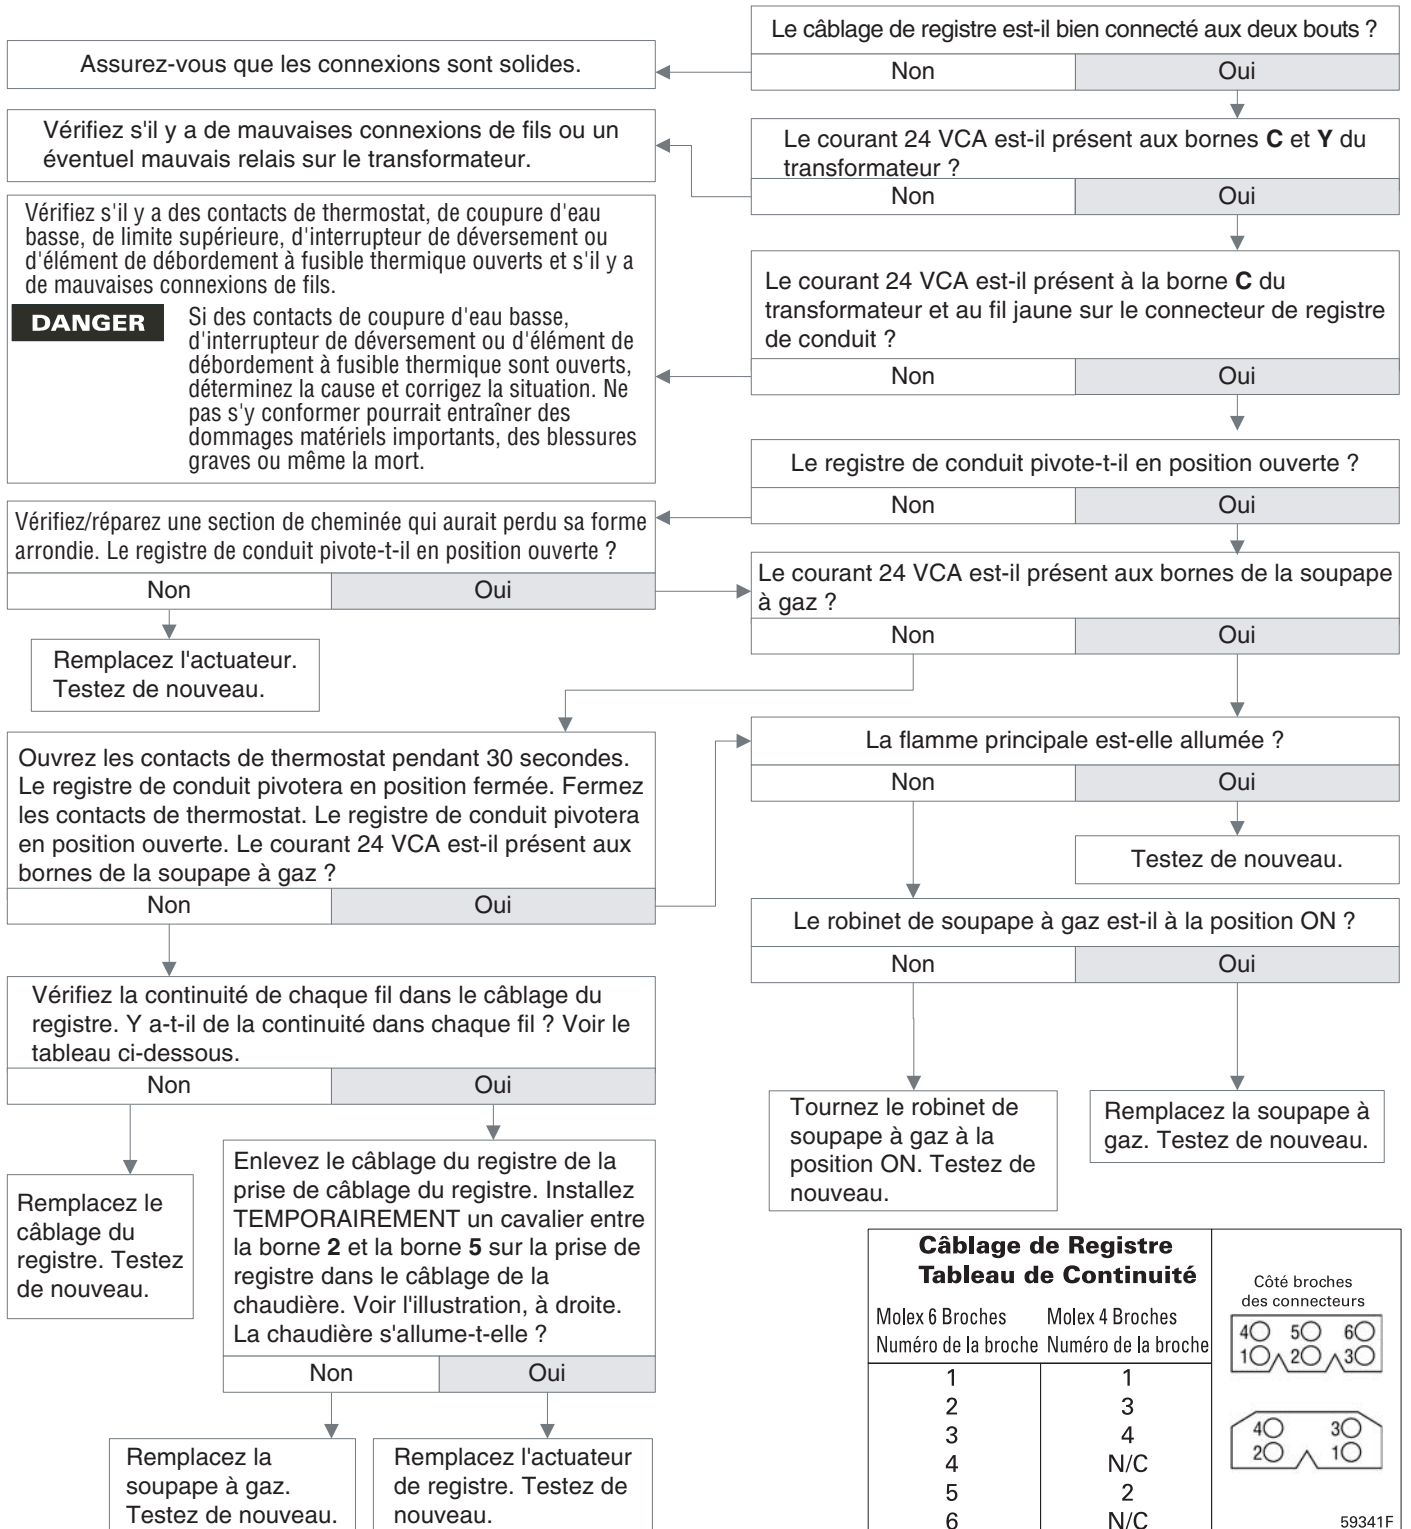 Le câblage de registre est-il bien connecté aux deux bouts ?
Non Oui
Assurez-vous que les connexions sont solides.
Le courant 24 VCA est-il présent aux bornes C et Y du
transformateur ?
Non Oui
Vérifiez s'il y a de mauvaises connexions de fils ou un
éventuel mauvais relais sur le transformateur.
Le courant 24 VCA est-il présent à la borne C du
transformateur et au fil jaune sur le connecteur de registre
de conduit ?
Non Oui
Vérifiez s'il y a des contacts de thermostat, de coupure d'eau
basse, de limite supérieure, d'interrupteur de déversement ou
d'élément de débordement à fusible thermique ouverts et s'il y a
de mauvaises connexions de fils.
DANGER
Si des contacts de coupure d'eau basse,
d'interrupteur de déversement ou d'élément de
débordement à fusible thermique sont ouverts,
déterminez la cause et corrigez la situation. Ne
pas s'y conformer pourrait entraîner des
dommages matériels importants, des blessures
graves ou même la mort.
Le registre de conduit pivote-t-il en position ouverte ?
Non Oui
Vérifiez/réparez une section de cheminée qui aurait perdu sa forme
arrondie. Le registre de conduit pivote-t-il en position ouverte ?
Non Oui
Remplacez l'actuateur.
Testez de nouveau.
Le courant 24 VCA est-il présent aux bornes de la soupape
à gaz ?
Non Oui
Ouvrez les contacts de thermostat pendant 30 secondes.
Le registre de conduit pivotera en position fermée. Fermez
les contacts de thermostat. Le registre de conduit pivotera
en position ouverte. Le courant 24 VCA est-il présent aux
bornes de la soupape à gaz ?
Non Oui
La flamme principale est-elle allumée ?
Non Oui
Testez de nouveau.
Le robinet de soupape à gaz est-il à la position ON ?
Non Oui
Tournez le robinet de
soupape à gaz à la
position ON. Testez de
nouveau.
Remplacez la soupape à
gaz. Testez de nouveau.
Vérifiez la continuité de chaque fil dans le câblage du
registre. Y a-t-il de la continuité dans chaque fil ? Voir le
tableau ci-dessous.
Non Oui
Remplacez le
câblage du
registre. Testez
de nouveau.
Enlevez le câblage du registre de la
prise de câblage du registre. Installez
TEMPORAIREMENT un cavalier entre
la borne 2 et la borne 5 sur la prise de
registre dans le câblage de la
chaudière. Voir l'illustration, à droite.
La chaudière s'allume-t-elle ?
Non Oui
Remplacez la
soupape à gaz.
Testez de nouveau.
Remplacez l'actuateur
de registre. Testez de
nouveau.
Câblage de Registre
Tableau de Continuité
Molex 6 Broches Molex 4 Broches
Numéro de la broche Numéro de la broche
1 1
2 3
3 4
4 N/C
5 2
6 N/C
Côté broches
des connecteurs
4 5 6
1 2 3
4 3
2 1
59341F